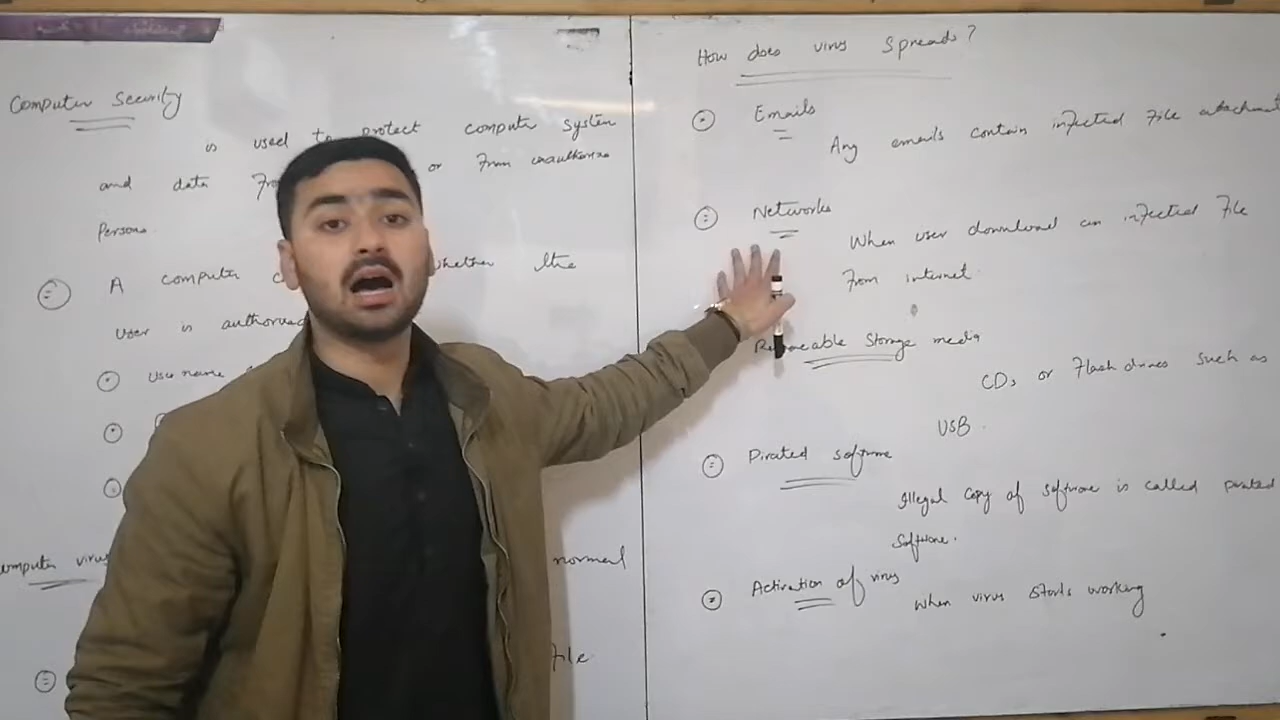 Computer Security
is used to protect computer system
and data or from unauthorize
Persons.
A computer whether the
user is authorized
user name
Computer virus normal
file
How does virus spreads?
Emails
Any emails contain infected file attachment
Networks
When user download an infected file
from internet.
Removeable Storage media
CDs or flash drives such as
USB.
Pirated software
Illegal copy of software is called pirated
software.
Activation of virus
When virus starts working